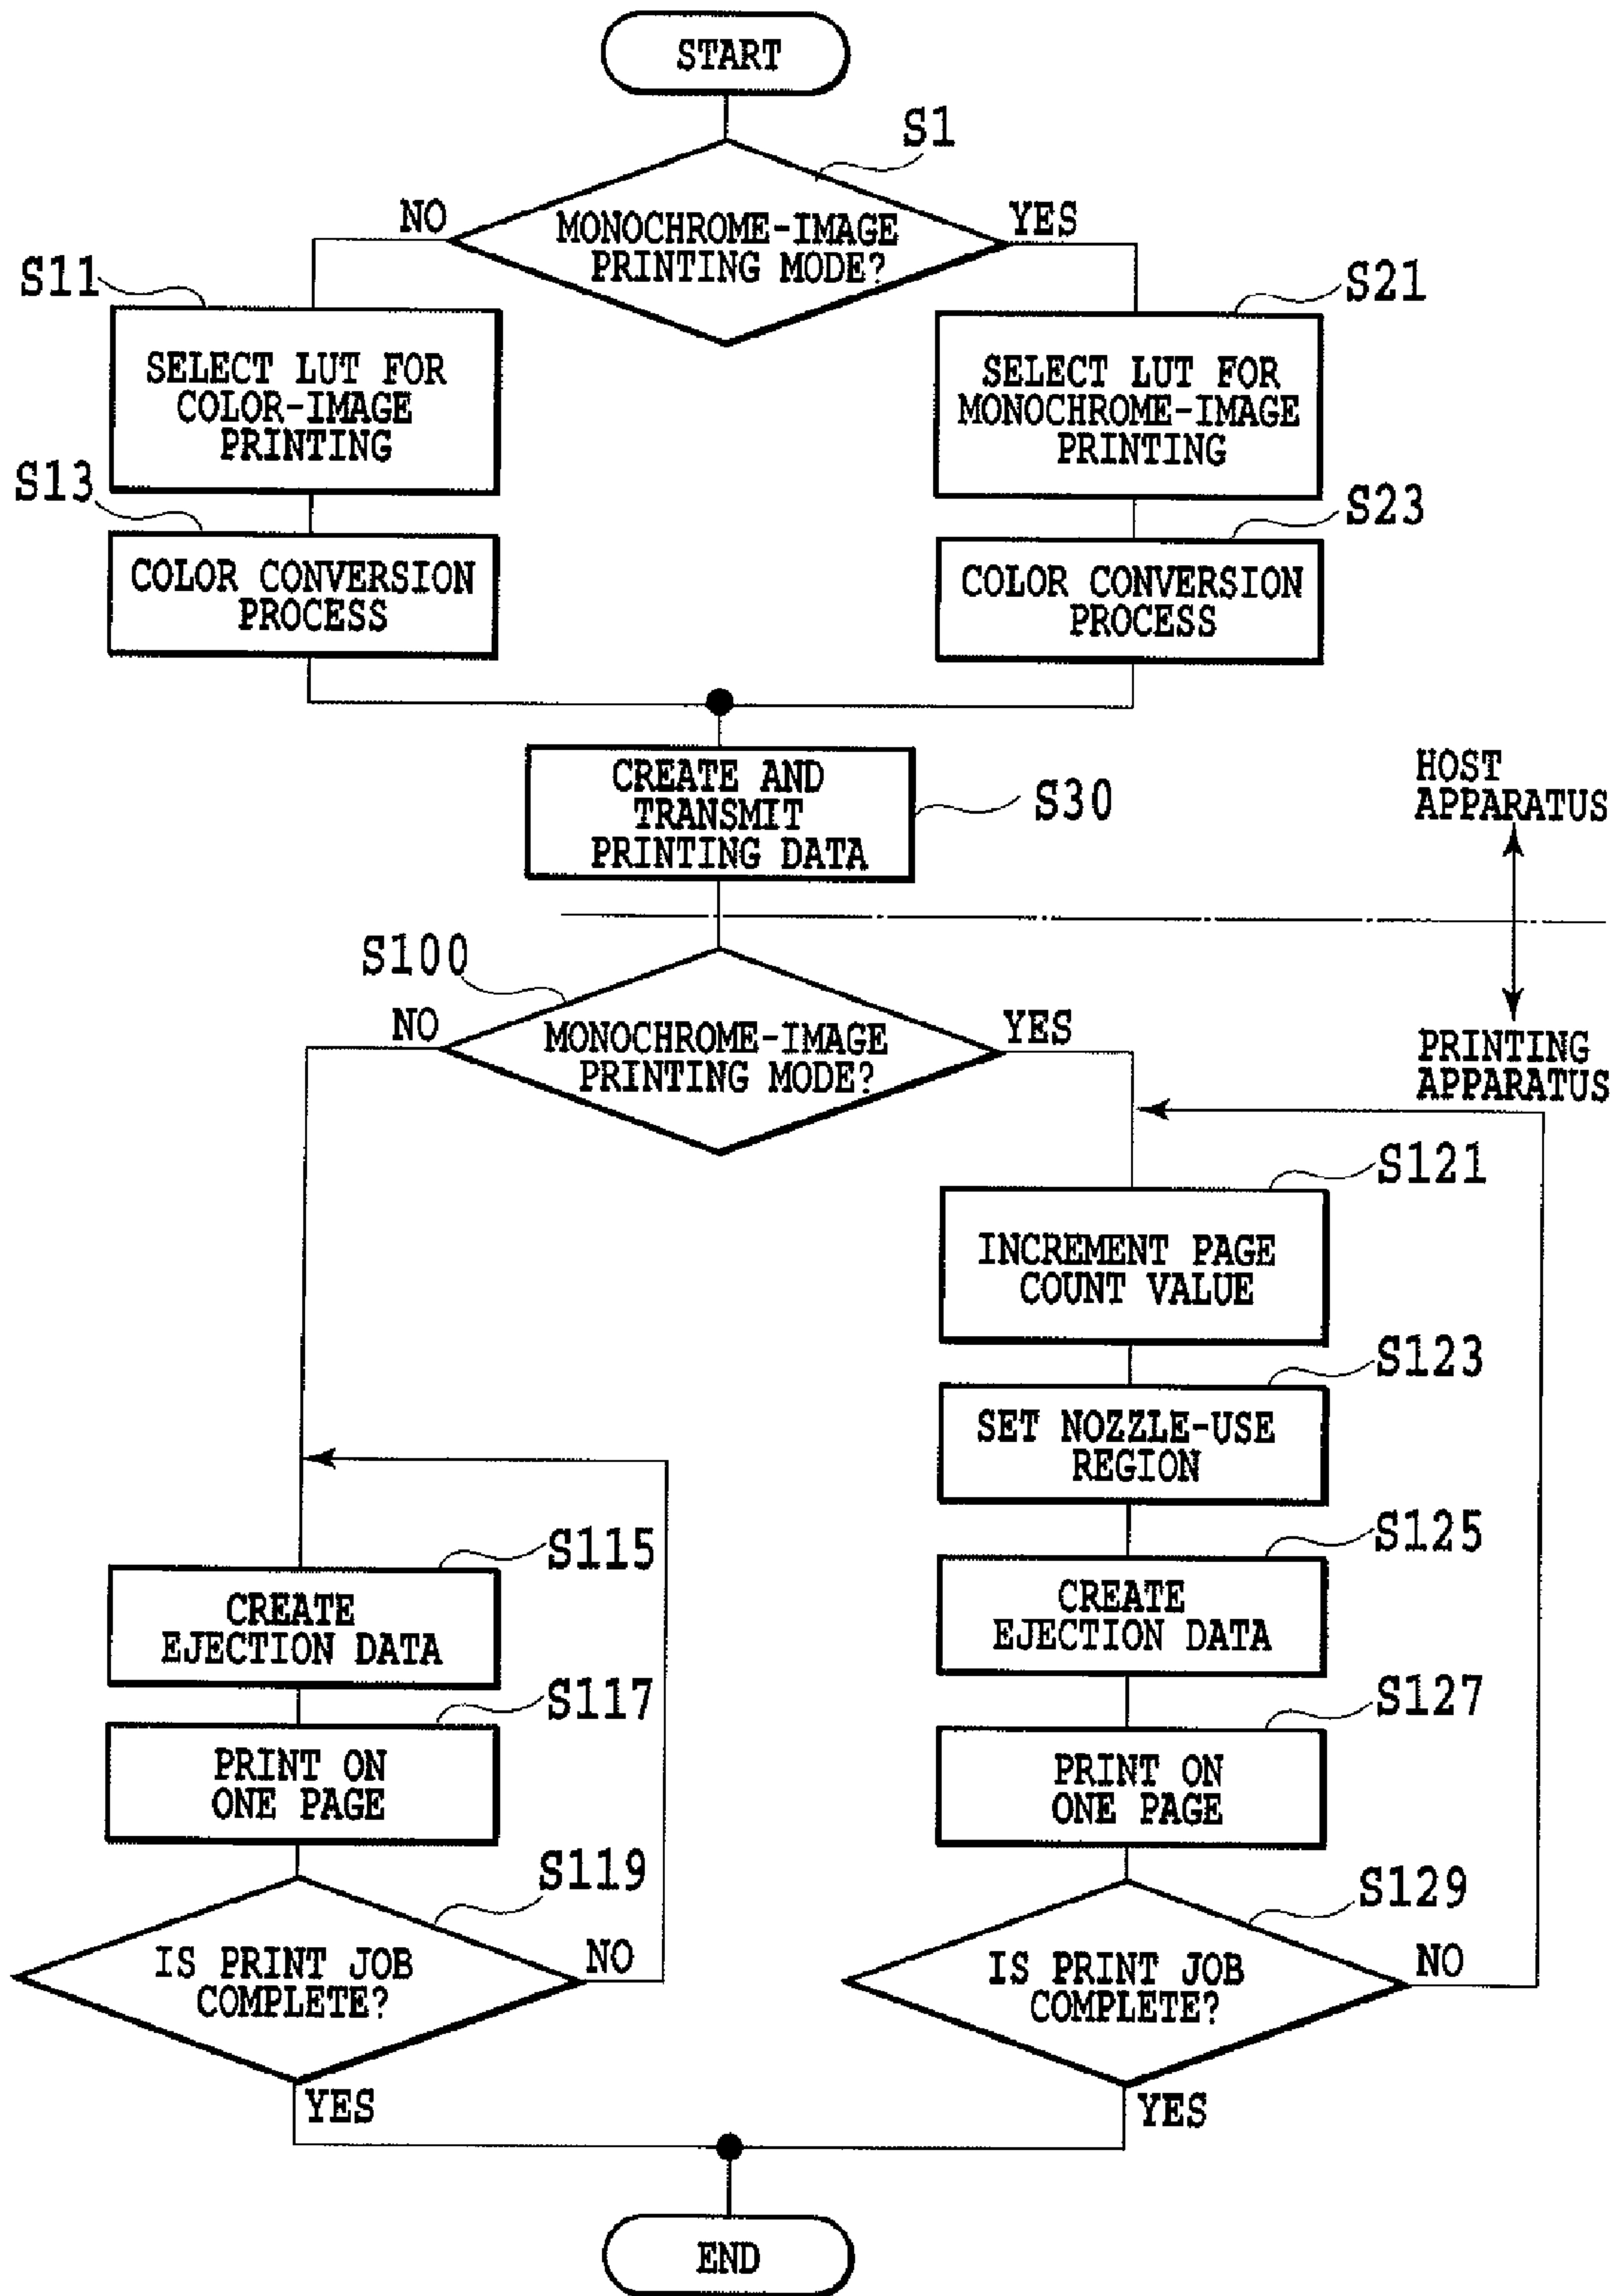 START
S1
NO
MONOCHROME-IMAGE
PRINTING MODE?
YES
S11
SELECT LUT FOR
COLOR-IMAGE
PRINTING
S21
SELECT LUT FOR
MONOCHROME-IMAGE
PRINTING
S13
COLOR CONVERSION
PROCESS
S23
COLOR CONVERSION
PROCESS
CREATE AND
TRANSMIT
PRINTING DATA
S30
HOST
APPARATUS
PRINTING
APPARATUS
S100
NO
MONOCHROME-IMAGE
PRINTING MODE?
YES
S121
INCREMENT PAGE
COUNT VALUE
S123
SET NOZZLE-USE
REGION
S115
CREATE
EJECTION DATA
S125
CREATE
EJECTION DATA
S117
PRINT ON
ONE PAGE
S127
PRINT ON
ONE PAGE
S119
IS PRINT JOB
COMPLETE?
NO
YES
S129
IS PRINT JOB
COMPLETE?
NO
YES
END